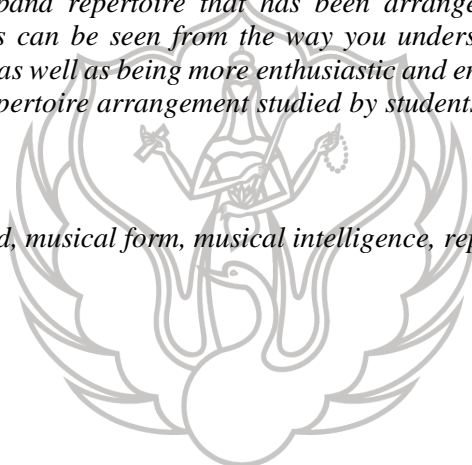 band repertoire that has been arrange
s can be seen from the way you unders
as well as being more enthusiastic and en
pertoire arrangement studied by student
d, musical form, musical intelligence, rep